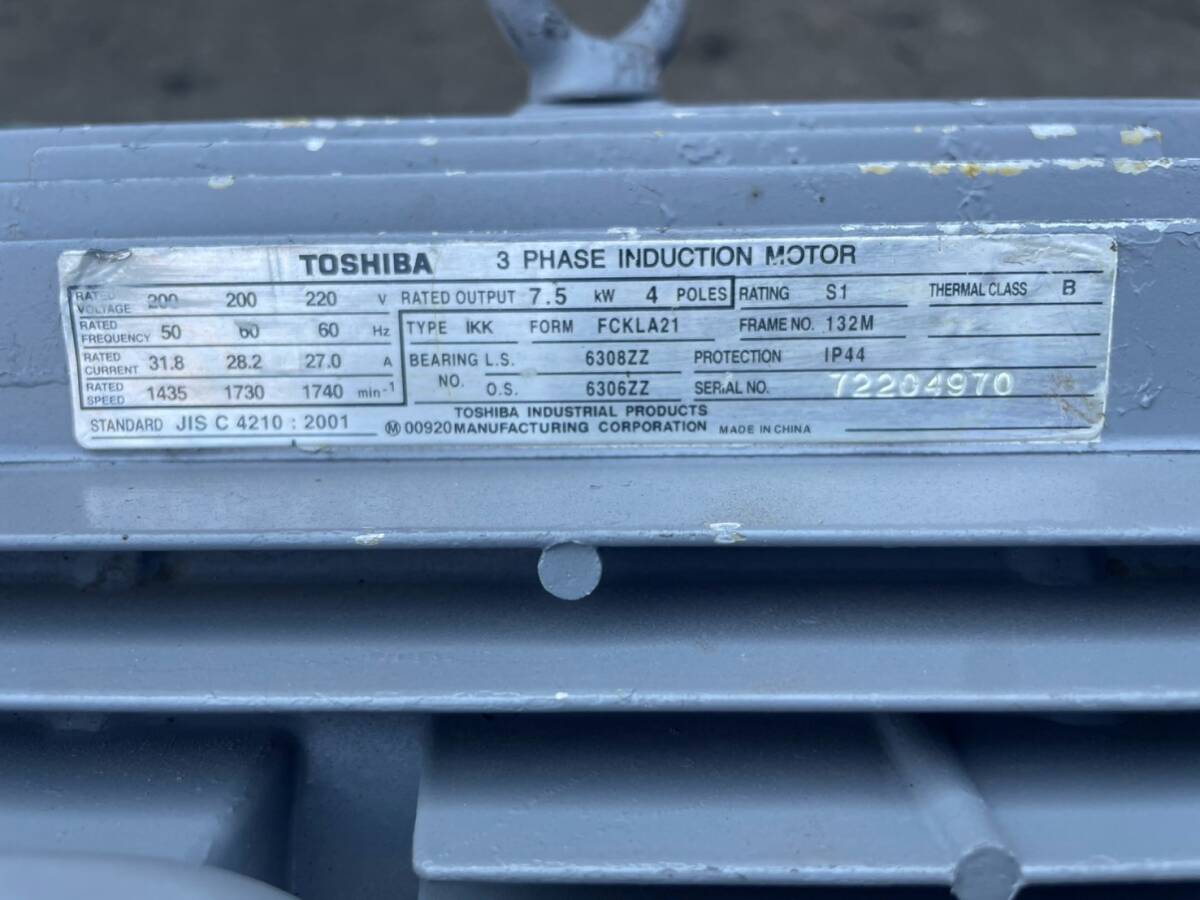 TOSHIBA 3 PHASE INDUCTION MOTOR
RATED VOLTAGE 200 200 220 V RATED OUTPUT 7.5 kW 4 POLES RATING S1 THERMAL CLASS B
RATED FREQUENCY 50 60 60 Hz TYPE IKK FORM FCKLA21 FRAME NO. 132M
RATED CURRENT 31.8 28.2 27.0 A BEARING NO. L.S. 6308ZZ PROTECTION IP44
RATED SPEED 1435 1730 1740 min-1 O.S. 6306ZZ SERIAL NO. 72204970
STANDARD JIS C 4210 : 2001 Ⓜ 00920 TOSHIBA INDUSTRIAL PRODUCTS
MANUFACTURING CORPORATION MADE IN CHINA